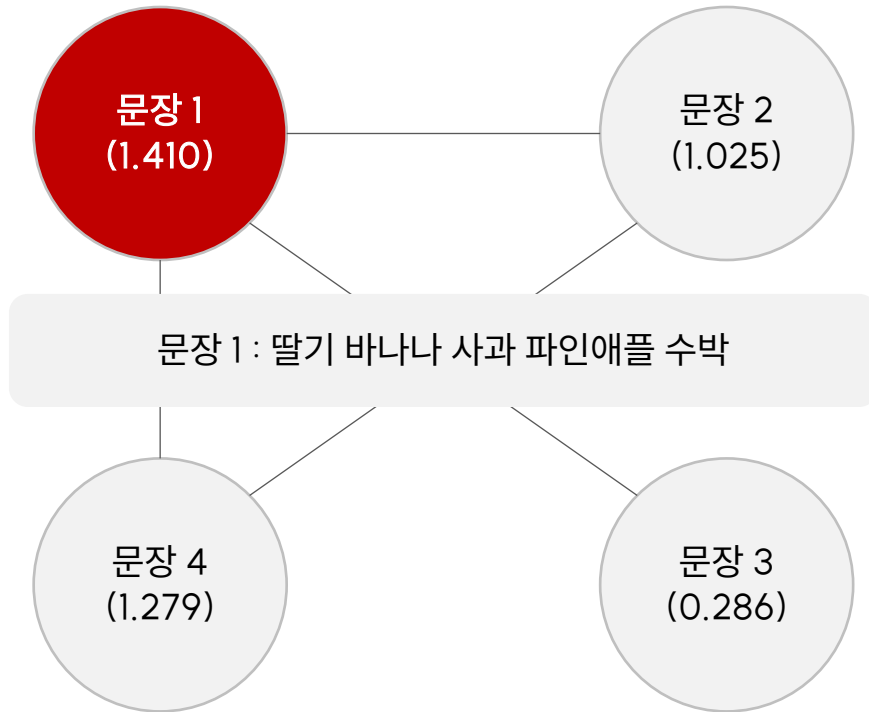 문장 1
(1.410)
문장 2
(1.025)
문장 1 : 딸기 바나나 사과 파인애플 수박
문장 4
(1.279)
문장 3
(0.286)